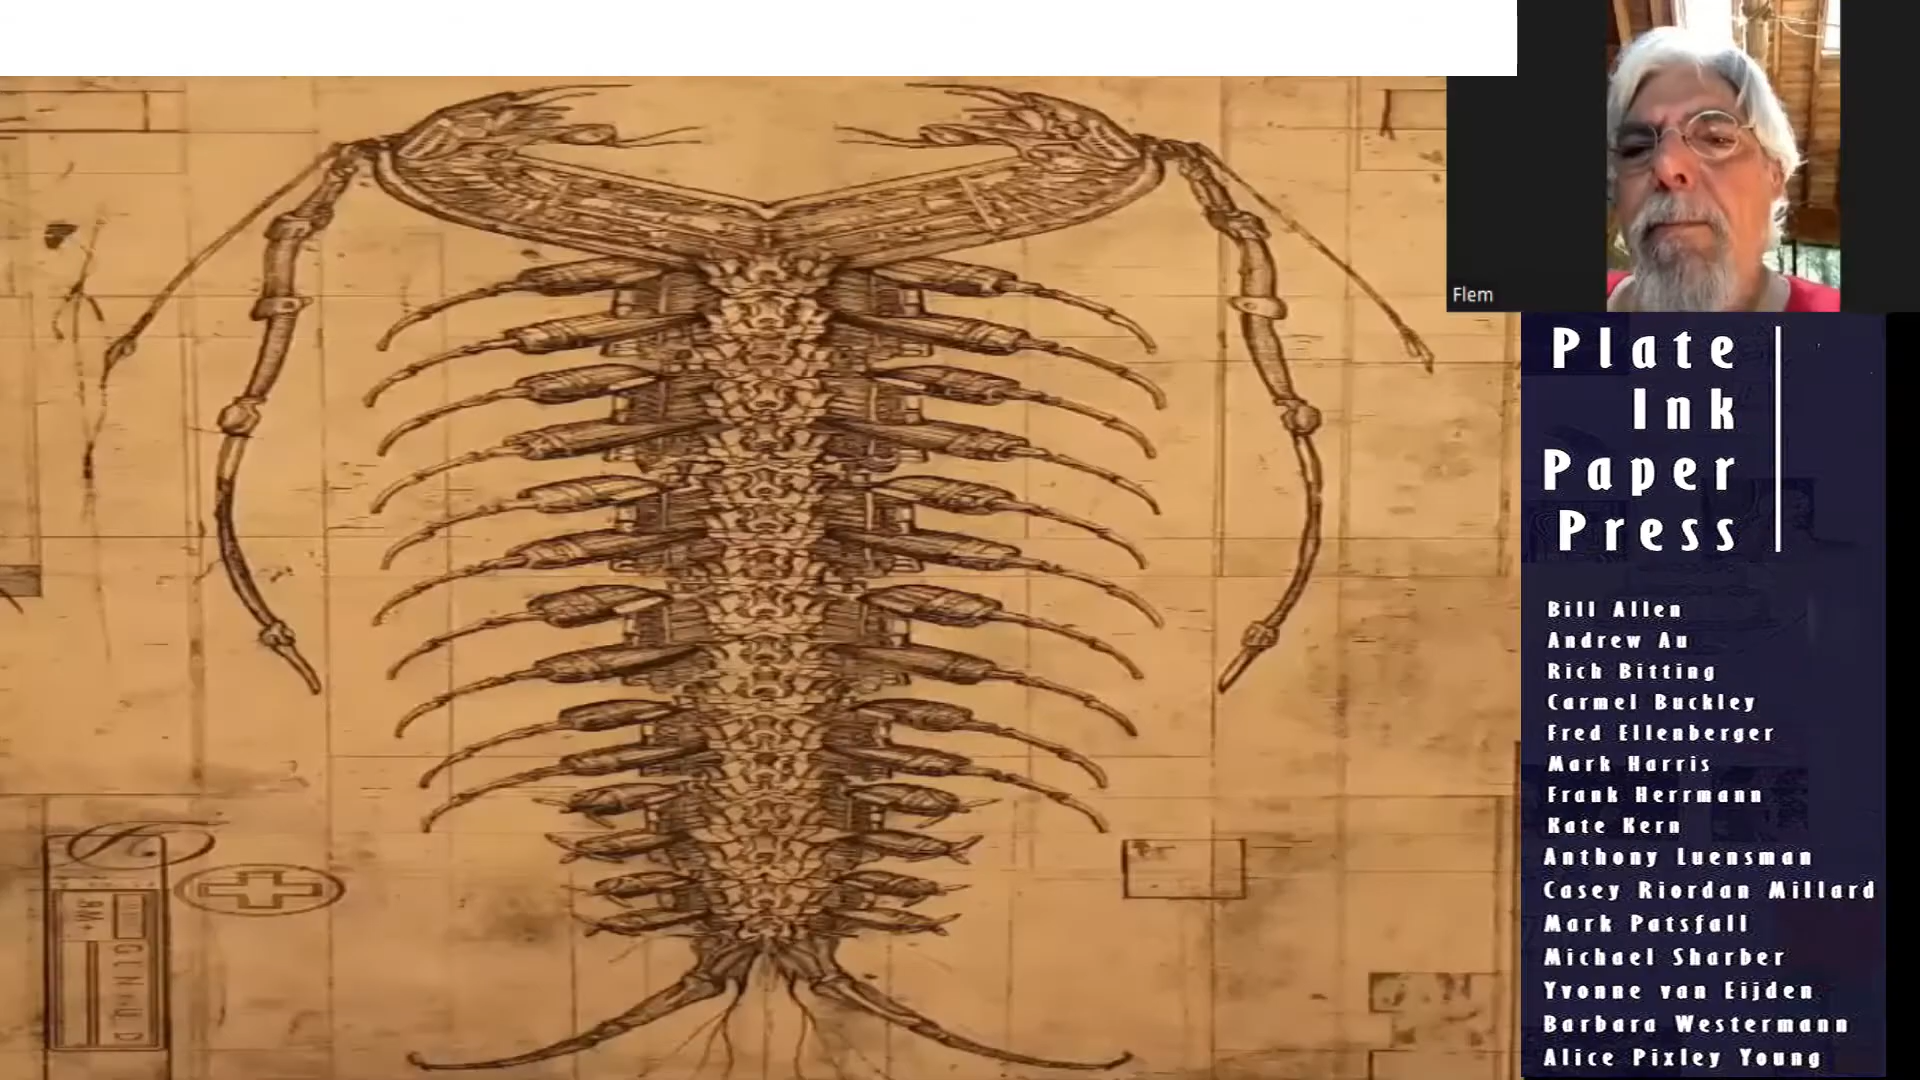 Flem
Plate
Ink
Paper
Press
Bill Allen
Andrew Au
Rich Bitting
Carmel Buckley
Fred Ellenberger
Mark Harris
Frank Herrmann
Kate Kern
Anthony Luensman
Casey Riordan Millard
Mark Patsfall
Michael Sharber
Yvonne van Eijden
Barbara Westermann
Alice Pixley Young